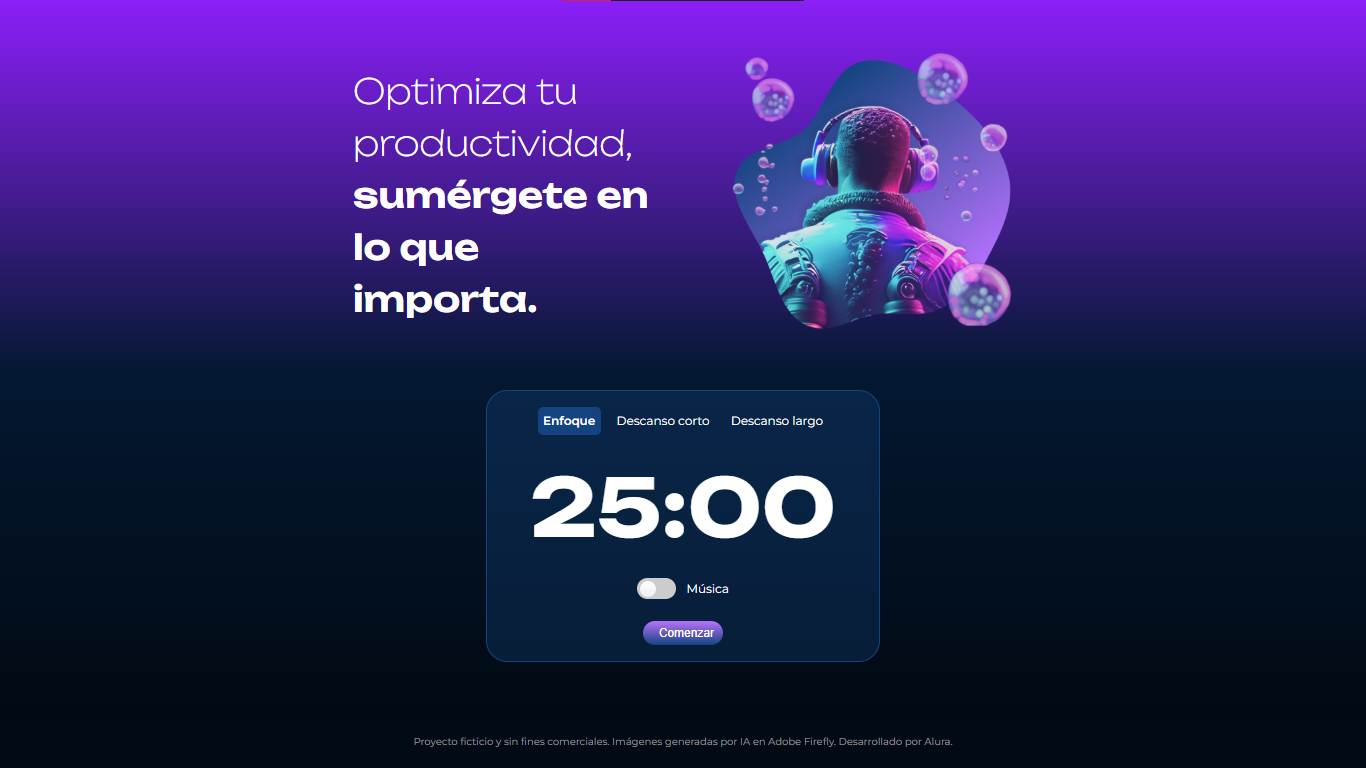 Optimiza tu
productividad,
sumérgete en
lo que
importa.
Enfoque Descanso corto Descanso largo
25:00
Música
Comenzar
Proyecto ficticio y sin fines comerciales. Imágenes generadas por IA en Adobe Firefly. Desarrollado por Alura.